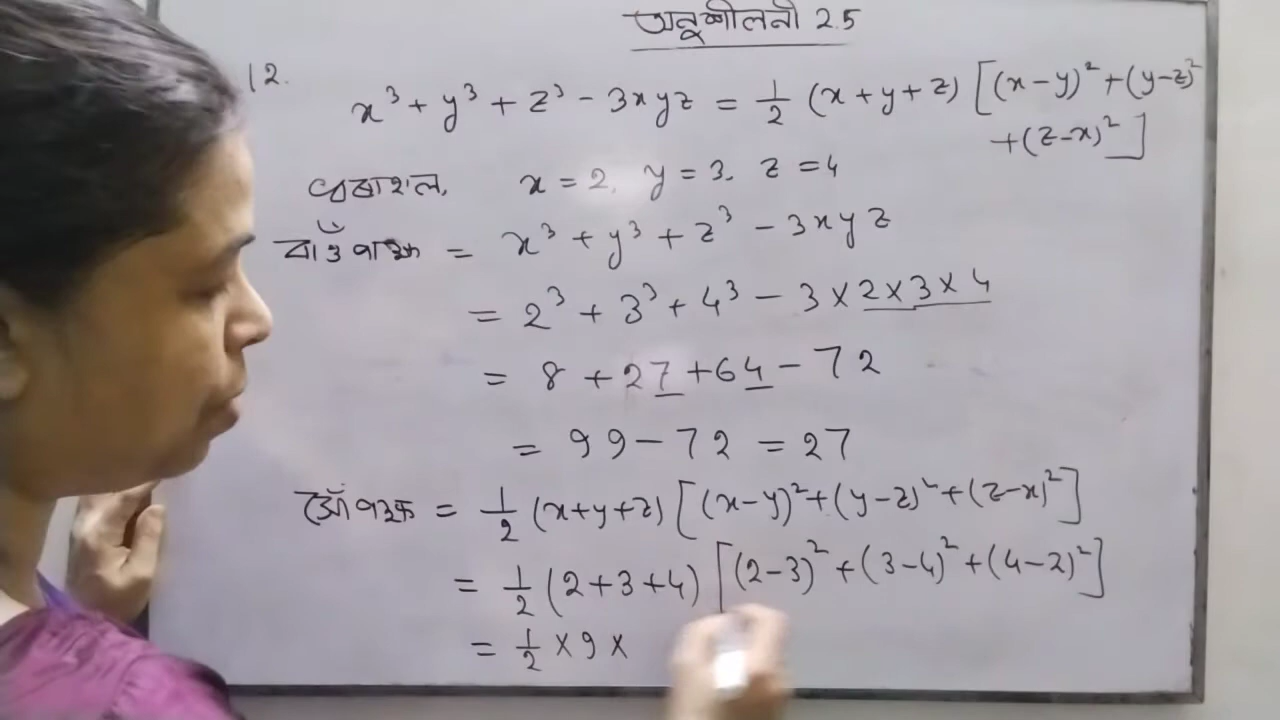 অনুশীলনী 2.5
12.
x³ + y³ + z³ - 3xyz = 1/2 (x+y+z) [(x-y)² + (y-z)²
+ (z-x)²]
x = 2, y = 3, z = 4
বাঁওপক্ষ = x³ + y³ + z³ - 3xyz
= 2³ + 3³ + 4³ - 3 × 2 × 3 × 4
= 8 + 27 + 64 - 72
= 99 - 72 = 27
সোঁপক্ষ = 1/2 (x+y+z) [(x-y)² + (y-z)² + (z-x)²]
= 1/2 (2+3+4) [(2-3)² + (3-4)² + (4-2)²]
= 1/2 × 9 ×